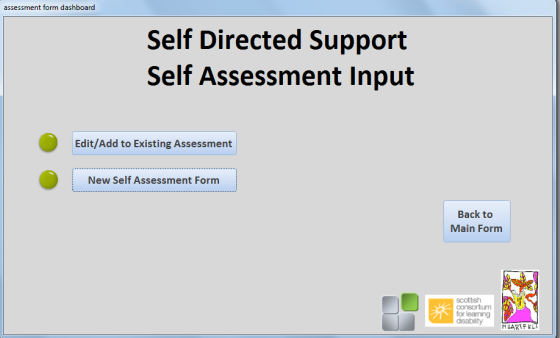 assessment form dashboard
Self Directed Support
Self Assessment Input
Edit/Add to Existing Assessment
New Self Assessment Form
Back to
Main Form
scottish
consortium
for learning
disability
HEARTFELT